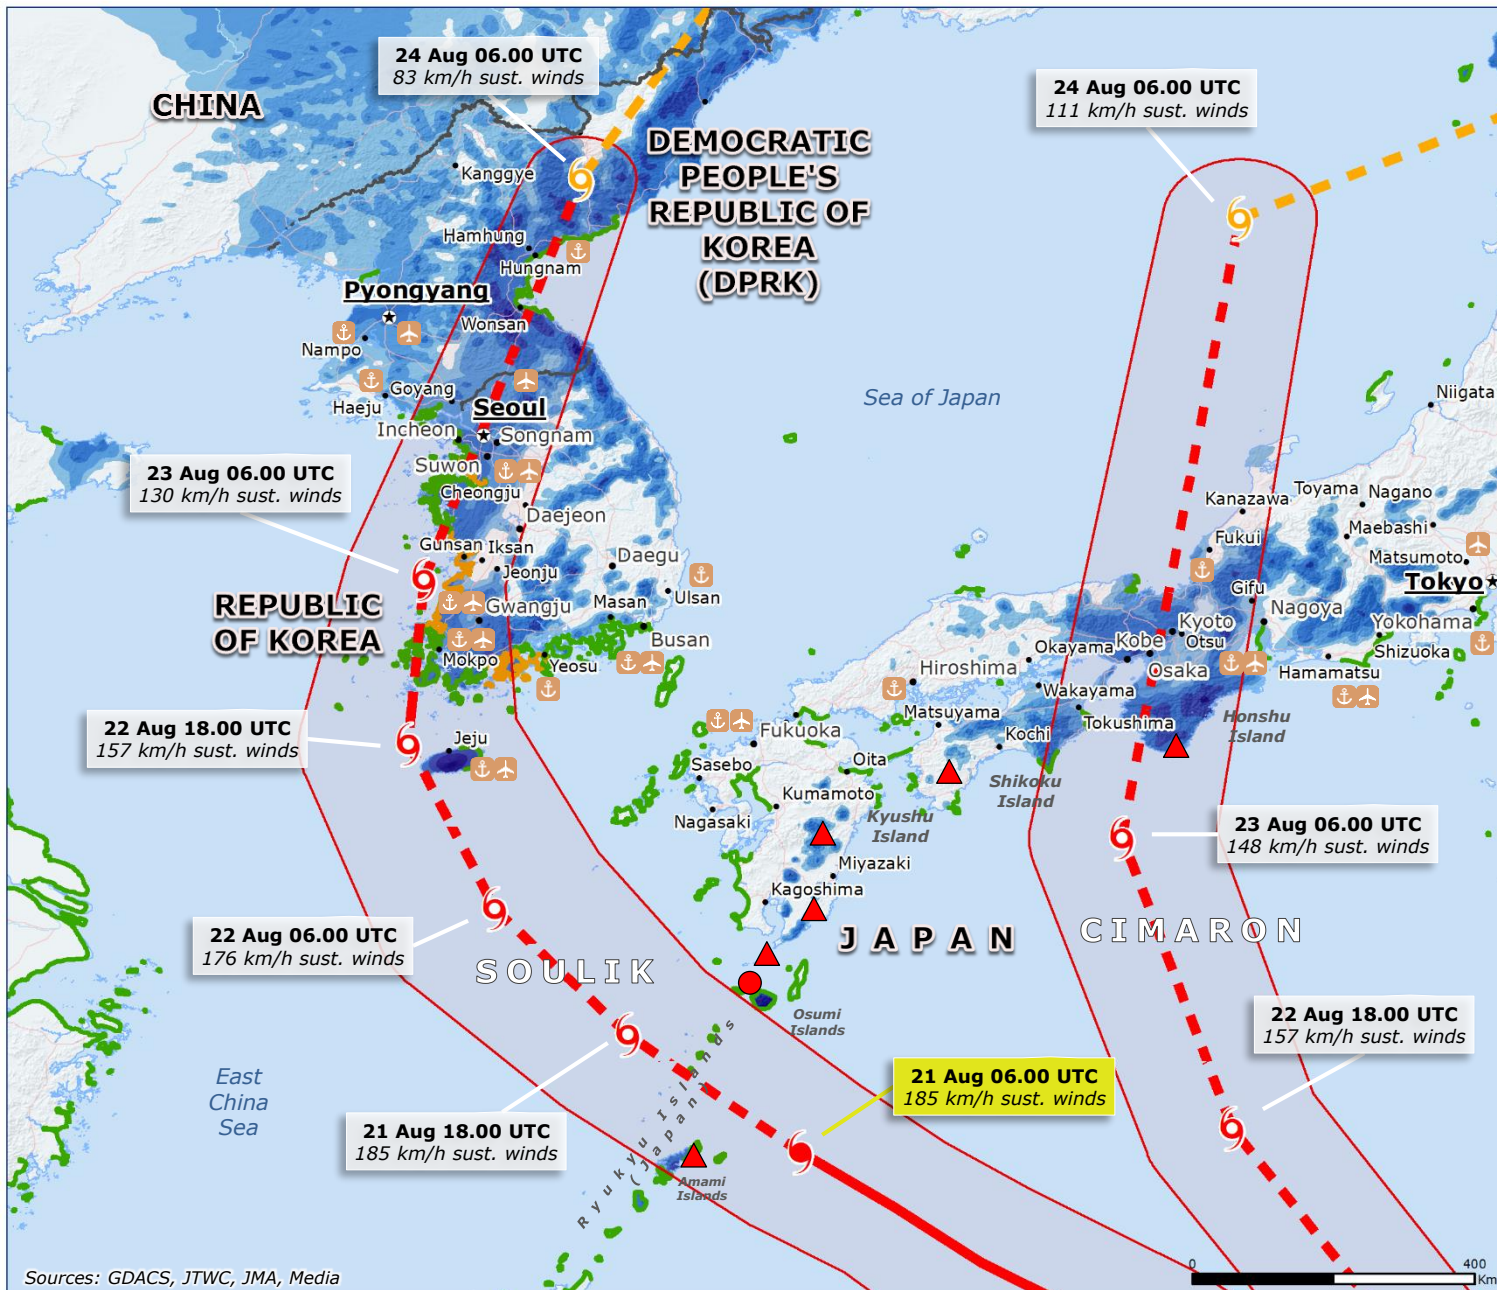 24 Aug 06.00 UTC
83 km/h sust. winds
24 Aug 06.00 UTC
111 km/h sust. winds
CHINA
DEMOCRATIC
PEOPLE'S
REPUBLIC OF
KOREA
(DPRK)
Kanggye
Hamhung
Hungnam
Pyongyang
Wonsan
Nampo
Goyang
Haeju
Seoul
Incheon
Songnam
Suwon
Cheongju
Daejeon
Sea of Japan
Niigata
23 Aug 06.00 UTC
130 km/h sust. winds
Toyama
Nagano
Kanazawa
Maebashi
Fukui
Matsumoto
Gunsan
Iksan
Jeonju
Daegu
Tokyo
Gifu
REPUBLIC
OF KOREA
Gwangju
Masan
Ulsan
Nagoya
Busan
Kyoto
Yokohama
Kobe
Otsu
Okayama
Shizuoka
Mokpo
Yeosu
Hiroshima
Osaka
Hamamatsu
Wakayama
22 Aug 18.00 UTC
157 km/h sust. winds
Matsuyama
Tokushima
Honshu
Island
Jeju
Fukuoka
Kochi
Sasebo
Oita
Shikoku
Island
Kumamoto
Nagasaki
Kyushu
Island
23 Aug 06.00 UTC
148 km/h sust. winds
Miyazaki
Kagoshima
22 Aug 06.00 UTC
176 km/h sust. winds
JAPAN
CIMARON
SOULIK
Osumi
Islands
22 Aug 18.00 UTC
157 km/h sust. winds
East
China
Sea
Ryukyu Islands
(Japan)
21 Aug 06.00 UTC
185 km/h sust. winds
21 Aug 18.00 UTC
185 km/h sust. winds
Amami
Islands
Sources: GDACS, JTWC, JMA, Media
0 400
Km